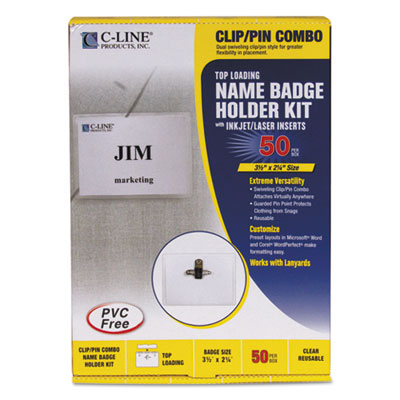 C-LINE®
PRODUCTS, INC.
CLIP/PIN COMBO
Dual swiveling clip/pin style for greater
flexibility in placement.
TOP LOADING
NAME BADGE
HOLDER KIT
with INKJET/LASER INSERTS
50 PER BOX
3½" x 2¼" Size
Extreme Versatility
• Swiveling Clip/Pin Combo
Attaches Virtually Anywhere
• Guarded Pin Point Protects
Clothing from Snags
• Reusable
Customize
Preset layouts in Microsoft® Word
and Corel® WordPerfect® make
formatting easy.
Works with Lanyards
C-LINE
JIM
marketing
PVC
Free
CLIP/PIN COMBO
NAME BADGE
HOLDER KIT
TOP
LOADING
BADGE SIZE
3½" x 2¼"
50 PER BOX
CLEAR
REUSABLE